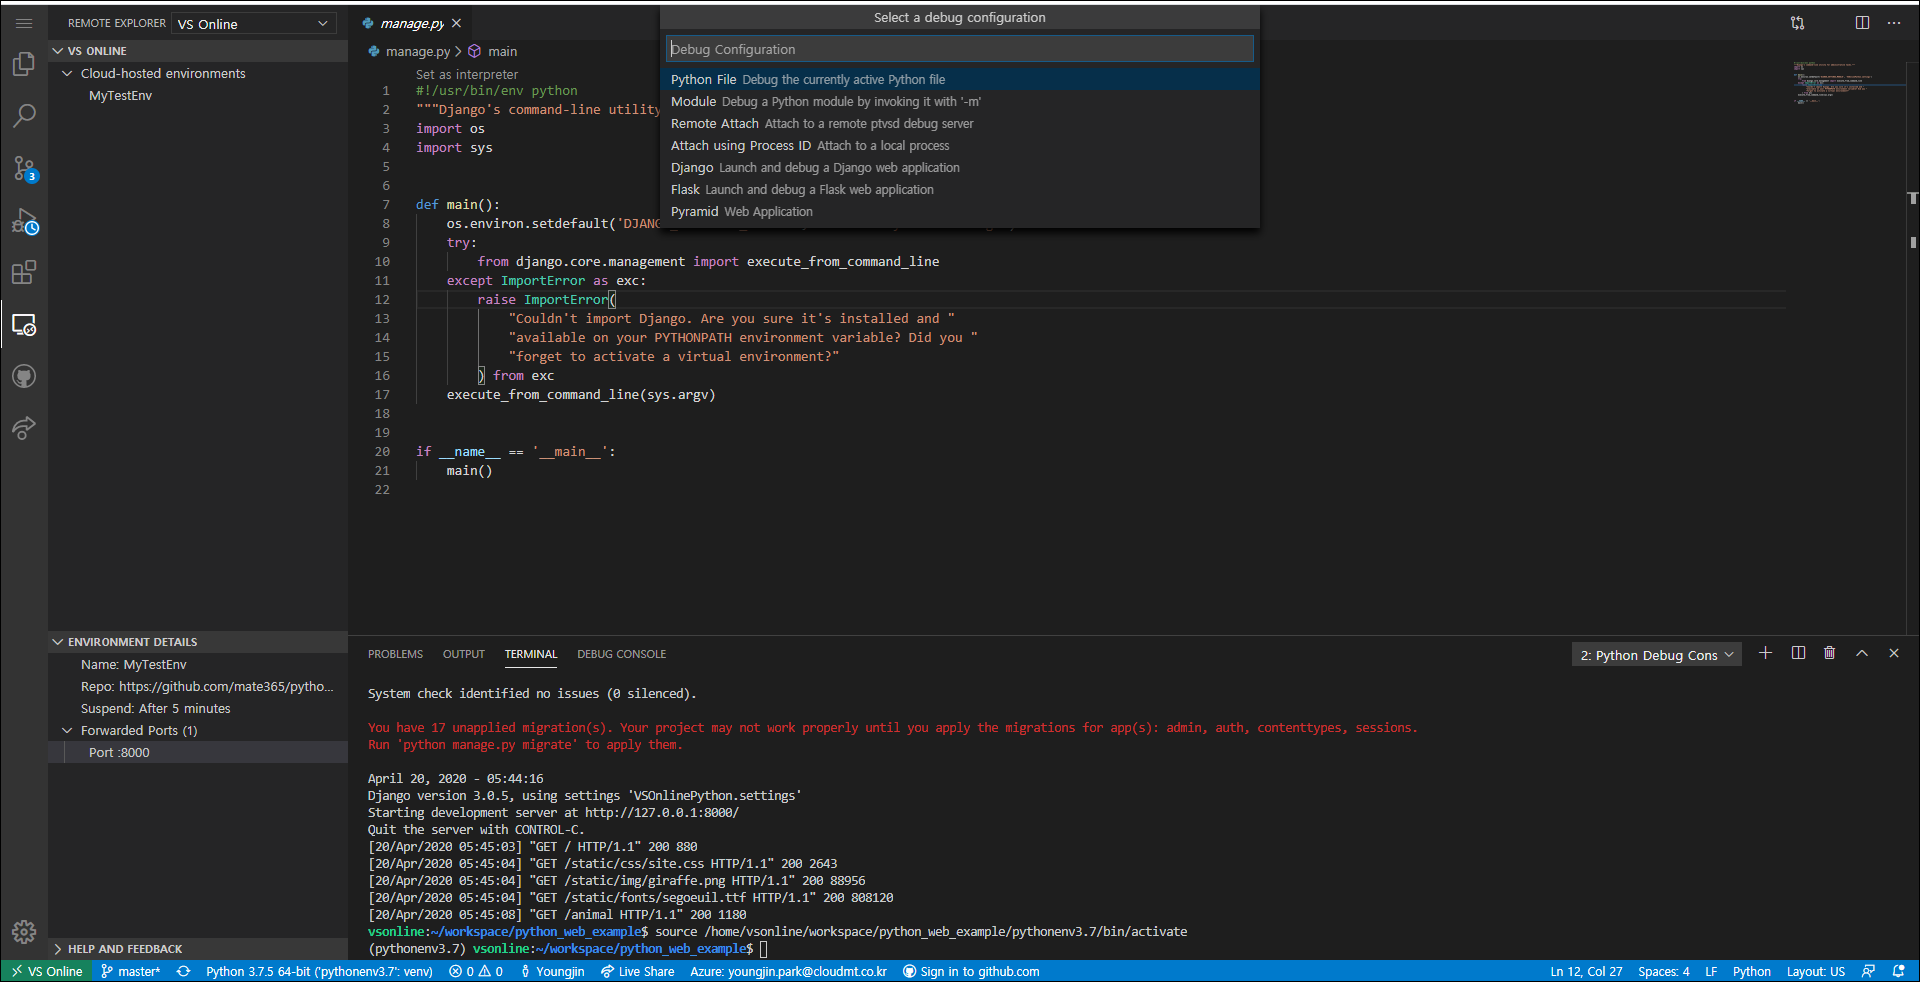 REMOTE EXPLORER VS Online
VS ONLINE
Cloud-hosted environments
MyTestEnv
3
ENVIRONMENT DETAILS
Name: MyTestEnv
Repo: https://github.com/mate365/pytho...
Suspend: After 5 minutes
Forwarded Ports (1)
Port :8000
HELP AND FEEDBACK
manage.py
manage.py > main
Select a debug configuration
Debug Configuration
Python File Debug the currently active Python file
Module Debug a Python module by invoking it with '-m'
Remote Attach Attach to a remote ptvsd debug server
Attach using Process ID Attach to a local process
Django Launch and debug a Django web application
Flask Launch and debug a Flask web application
Pyramid Web Application
Set as interpreter
1 #!/usr/bin/env python
2 """Django's command-line utility
3 import os
4 import sys
5
6
7 def main():
8 os.environ.setdefault('DJANG
9 try:
10 from django.core.management import execute_from_command_line
11 except ImportError as exc:
12 raise ImportError(
13 "Couldn't import Django. Are you sure it's installed and "
14 "available on your PYTHONPATH environment variable? Did you "
15 "forget to activate a virtual environment?"
16 ) from exc
17 execute_from_command_line(sys.argv)
18
19
20 if __name__ == '__main__':
21 main()
22
PROBLEMS OUTPUT TERMINAL DEBUG CONSOLE 2: Python Debug Cons
System check identified no issues (0 silenced).
You have 17 unapplied migration(s). Your project may not work properly until you apply the migrations for app(s): admin, auth, contenttypes, sessions.
Run 'python manage.py migrate' to apply them.
April 20, 2020 - 05:44:16
Django version 3.0.5, using settings 'VSOnlinePython.settings'
Starting development server at http://127.0.0.1:8000/
Quit the server with CONTROL-C.
[20/Apr/2020 05:45:03] "GET / HTTP/1.1" 200 880
[20/Apr/2020 05:45:04] "GET /static/css/site.css HTTP/1.1" 200 2643
[20/Apr/2020 05:45:04] "GET /static/img/giraffe.png HTTP/1.1" 200 88956
[20/Apr/2020 05:45:04] "GET /static/fonts/segoeuil.ttf HTTP/1.1" 200 808120
[20/Apr/2020 05:45:08] "GET /animal HTTP/1.1" 200 1180
vsonline:~/workspace/python_web_example$ source /home/vsonline/workspace/python_web_example/pythonenv3.7/bin/activate
(pythonenv3.7) vsonline:~/workspace/python_web_example$
VS Online master* Python 3.7.5 64-bit ('pythonenv3.7': venv) 0 0 Youngjin Live Share Azure: youngjin.park@cloudmt.co.kr Sign in to github.com Ln 12, Col 27 Spaces: 4 LF Python Layout: US